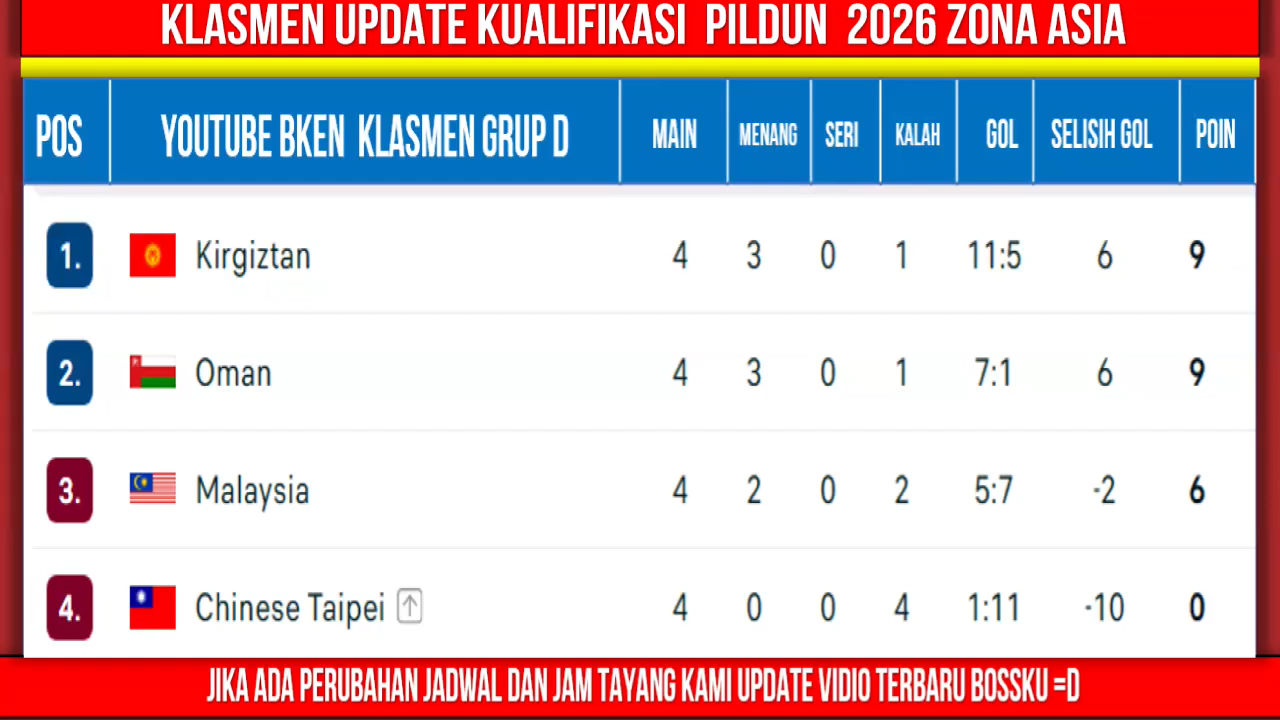 KLASMEN UPDATE KUALIFIKASI PILDUN 2026 ZONA ASIA
POS YOUTUBE BKEN KLASMEN GRUP D MAIN MENANG SERI KALAH GOL SELISIH GOL POIN
1. Kirgiztan 4 3 0 1 11:5 6 9
2. Oman 4 3 0 1 7:1 6 9
3. Malaysia 4 2 0 2 5:7 -2 6
4. Chinese Taipei 4 0 0 4 1:11 -10 0
JIKA ADA PERUBAHAN JADWAL DAN JAM TAYANG KAMI UPDATE VIDIO TERBARU BOSSKU =D